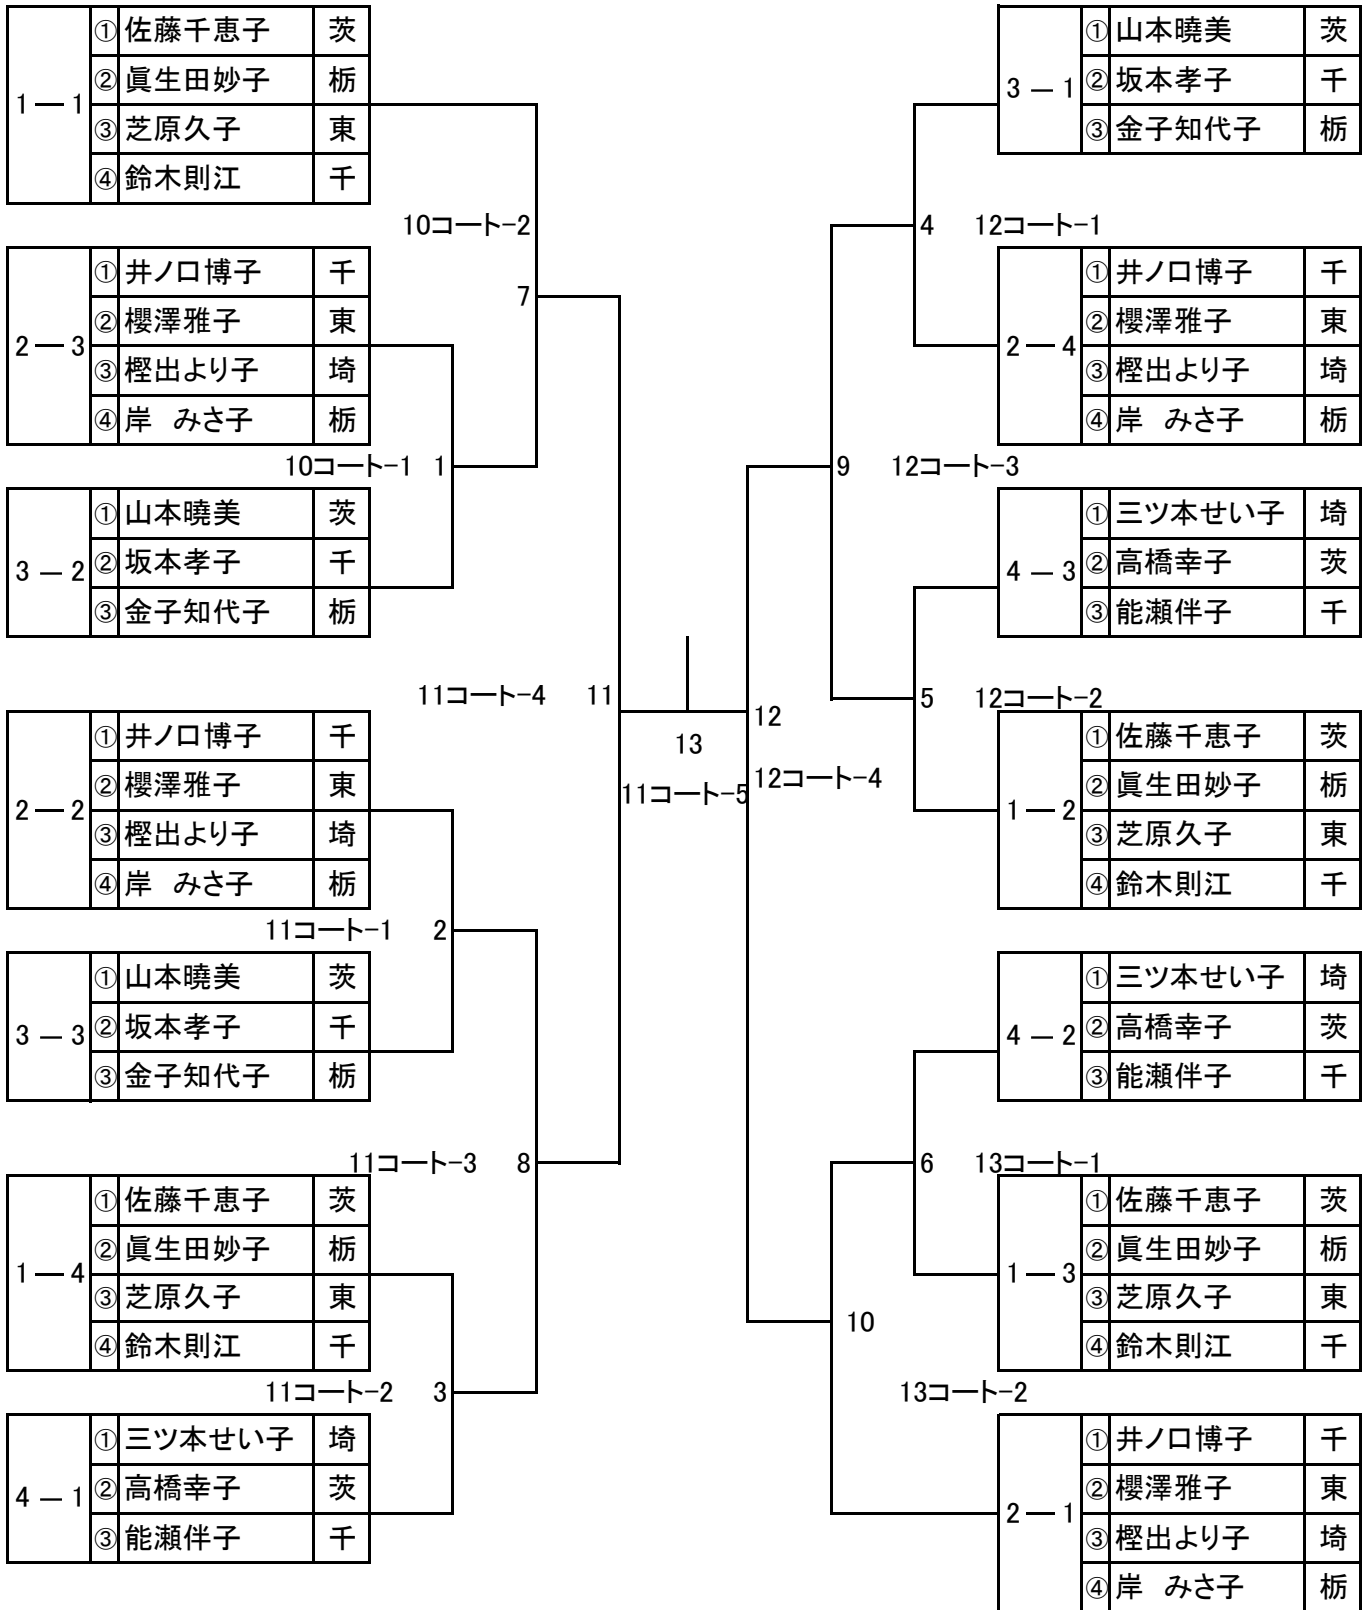 1 ― 1
① 佐藤千恵子 茨
② 眞生田妙子 栃
③ 芝原久子 東
④ 鈴木則江 千
10コート-2
7
2 ― 3
① 井ノ口博子 千
② 櫻澤雅子 東
③ 樫出より子 埼
④ 岸　みさ子 栃
10コート-1 1
3 ― 2
① 山本曉美 茨
② 坂本孝子 千
③ 金子知代子 栃
11コート-4 11
2 ― 2
① 井ノ口博子 千
② 櫻澤雅子 東
③ 樫出より子 埼
④ 岸　みさ子 栃
11コート-1 2
3 ― 3
① 山本曉美 茨
② 坂本孝子 千
③ 金子知代子 栃
11コート-3 8
1 ― 4
① 佐藤千恵子 茨
② 眞生田妙子 栃
③ 芝原久子 東
④ 鈴木則江 千
11コート-2 3
4 ― 1
① 三ツ本せい子 埼
② 高橋幸子 茨
③ 能瀬伴子 千
13
11コート-5
12
12コート-4
3 ― 1
① 山本曉美 茨
② 坂本孝子 千
③ 金子知代子 栃
4 12コート-1
2 ― 4
① 井ノ口博子 千
② 櫻澤雅子 東
③ 樫出より子 埼
④ 岸　みさ子 栃
9 12コート-3
4 ― 3
① 三ツ本せい子 埼
② 高橋幸子 茨
③ 能瀬伴子 千
5 12コート-2
1 ― 2
① 佐藤千恵子 茨
② 眞生田妙子 栃
③ 芝原久子 東
④ 鈴木則江 千
4 ― 2
① 三ツ本せい子 埼
② 高橋幸子 茨
③ 能瀬伴子 千
6 13コート-1
1 ― 3
① 佐藤千恵子 茨
② 眞生田妙子 栃
③ 芝原久子 東
④ 鈴木則江 千
10
13コート-2
2 ― 1
① 井ノ口博子 千
② 櫻澤雅子 東
③ 樫出より子 埼
④ 岸　みさ子 栃